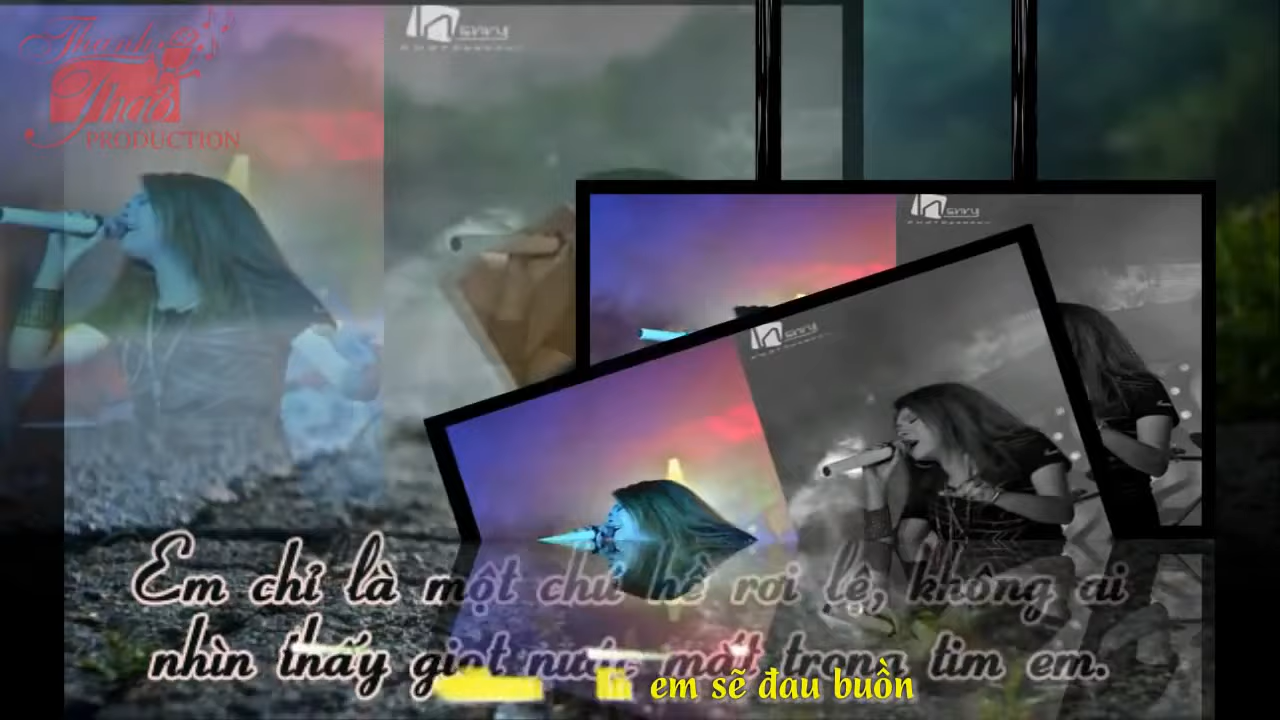 Thanh
Thảo
PRODUCTION
Em chỉ là một chú hề rơi lệ, không ai
nhìn thấy giọt nước mắt trong tim em.
em sẽ đau buồn